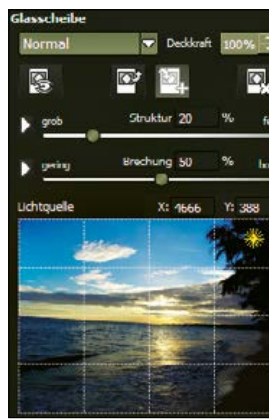 Glasscheibe
Normal Deckkraft 100%
grob Struktur 20 %
gering Brechung 50 %
Lichtquelle X: 4666 Y: 388